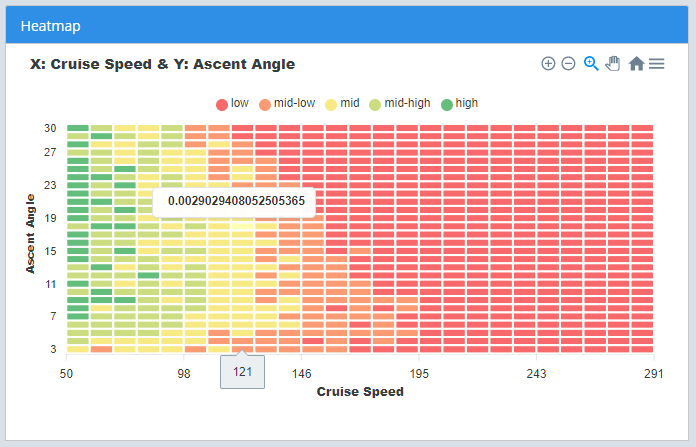 Heatmap
X: Cruise Speed & Y: Ascent Angle
low mid-low mid mid-high high
30
27
23
0.0029029408052505365
19
15
11
7
3
Ascent Angle
50 98 121 146 195 243 291
Cruise Speed